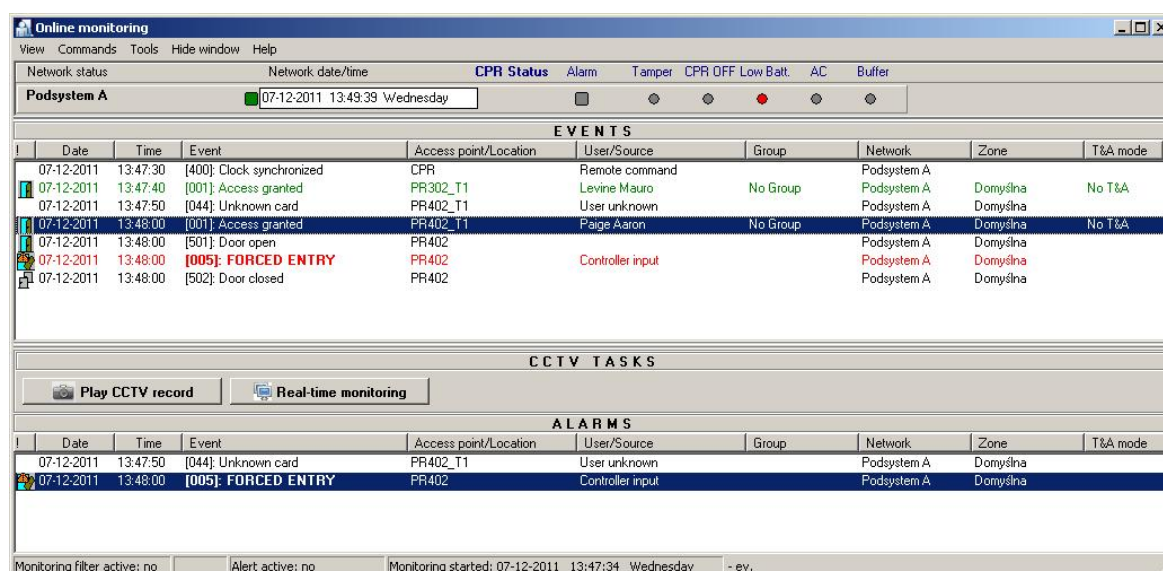 Online monitoring
View Commands Tools Hide window Help
Network status Network date/time CPR Status Alarm Tamper CPR OFF Low Batt. AC Buffer
Podsystem A 07-12-2011 13:49:39 Wednesday
EVENTS
! Date Time Event Access point/Location User/Source Group Network Zone T&A mode
07-12-2011 13:47:30 [400]: Clock synchronized CPR Remote command Podsystem A
07-12-2011 13:47:40 [001]: Access granted PR302_T1 Levine Mauro No Group Podsystem A Domyślna No T&A
07-12-2011 13:47:50 [044]: Unknown card PR402_T1 User unknown Podsystem A Domyślna
07-12-2011 13:48:00 [001]: Access granted PR402_T1 Paige Aaron No Group Podsystem A Domyślna No T&A
07-12-2011 13:48:00 [501]: Door open PR402 Podsystem A Domyślna
07-12-2011 13:48:00 [005]: FORCED ENTRY PR402 Controller input Podsystem A Domyślna
07-12-2011 13:48:00 [502]: Door closed PR402 Podsystem A Domyślna
CCTV TASKS
Play CCTV record Real-time monitoring
ALARMS
! Date Time Event Access point/Location User/Source Group Network Zone T&A mode
07-12-2011 13:47:50 [044]: Unknown card PR402_T1 User unknown Podsystem A Domyślna
07-12-2011 13:48:00 [005]: FORCED ENTRY PR402 Controller input Podsystem A Domyślna
Monitoring filter active: no Alert active: no Monitoring started: 07-12-2011 13:47:34 Wednesday - ev.